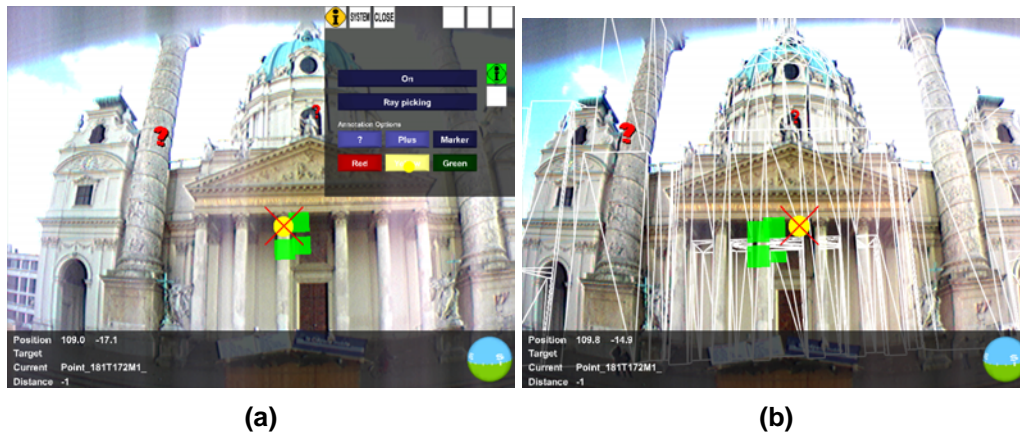 SYSTEM CLOSE
On
Ray picking
Annotation Options
? Plus Marker
Red Green
?
Position 109.0 -17.1
Target
Current Point_181T172M1_
Distance -1
(a)
?
Position 109.8 -14.9
Target
Current Point_181T172M1_
Distance -1
(b)